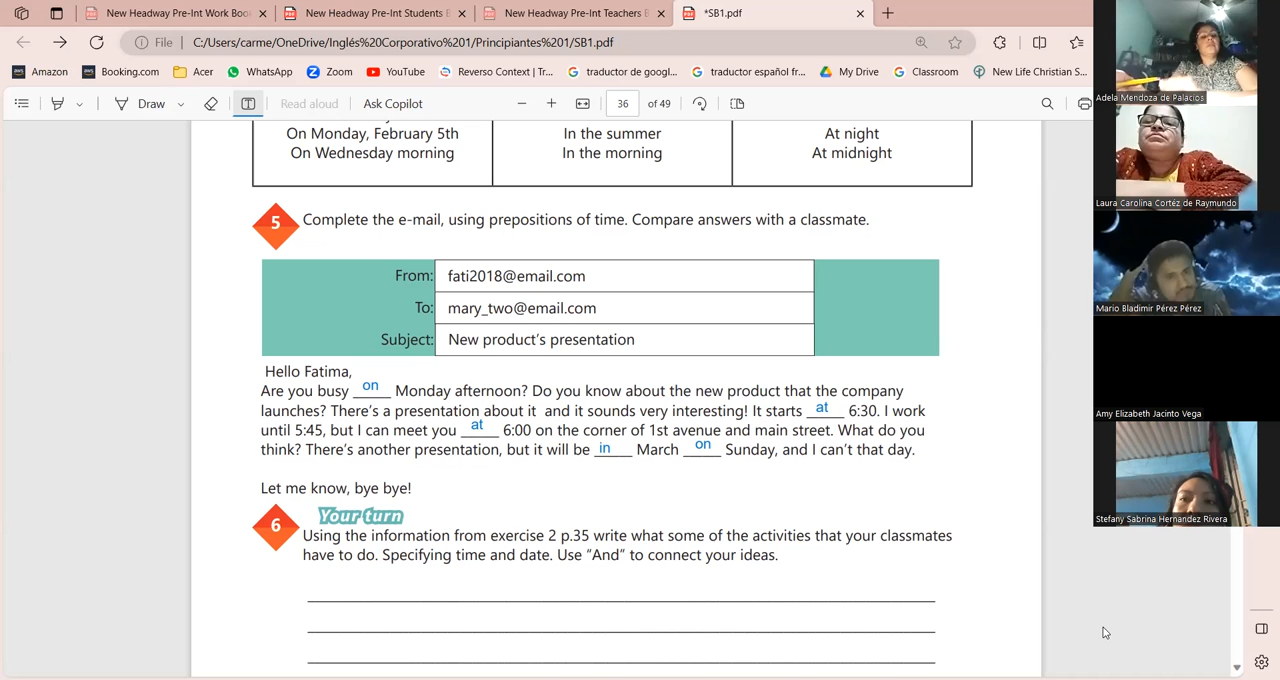 New Headway Pre-Int Work Boo
New Headway Pre-Int Students B
New Headway Pre-Int Teachers B
*SB1.pdf
File
C:/Users/carme/OneDrive/Inglés%20Corporativo%201/Principiantes%201/SB1.pdf
Amazon
Booking.com
Acer
WhatsApp
Zoom
YouTube
Reverso Context | Tr...
traductor de googl...
traductor español fr...
My Drive
Classroom
New Life Christian S...
Draw
Read aloud
Ask Copilot
36 of 49
On Monday, February 5th In the summer At night
On Wednesday morning In the morning At midnight
5 Complete the e-mail, using prepositions of time. Compare answers with a classmate.
From: fati2018@email.com
To: mary_two@email.com
Subject: New product's presentation
Hello Fatima,
Are you busy on Monday afternoon? Do you know about the new product that the company
launches? There's a presentation about it and it sounds very interesting! It starts at 6:30. I work
until 5:45, but I can meet you at 6:00 on the corner of 1st avenue and main street. What do you
think? There's another presentation, but it will be in March on Sunday, and I can't that day.
Let me know, bye bye!
6 Your turn
Using the information from exercise 2 p.35 write what some of the activities that your classmates
have to do. Specifying time and date. Use “And” to connect your ideas.
Adela Mendoza de Palacios
Laura Carolina Cortéz de Raymundo
Mario Bladimir Pérez Pérez
Amy Elizabeth Jacinto Vega
Stefany Sabrina Hernandez Rivera